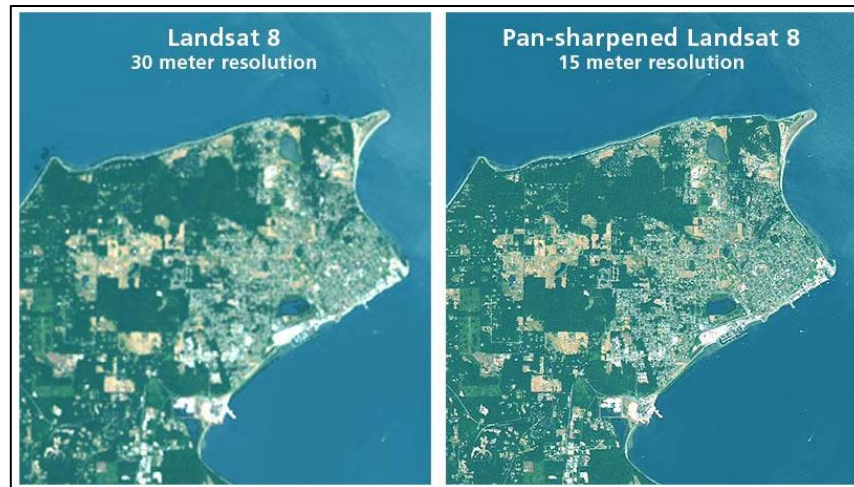 Landsat 8
30 meter resolution
Pan-sharpened Landsat 8
15 meter resolution